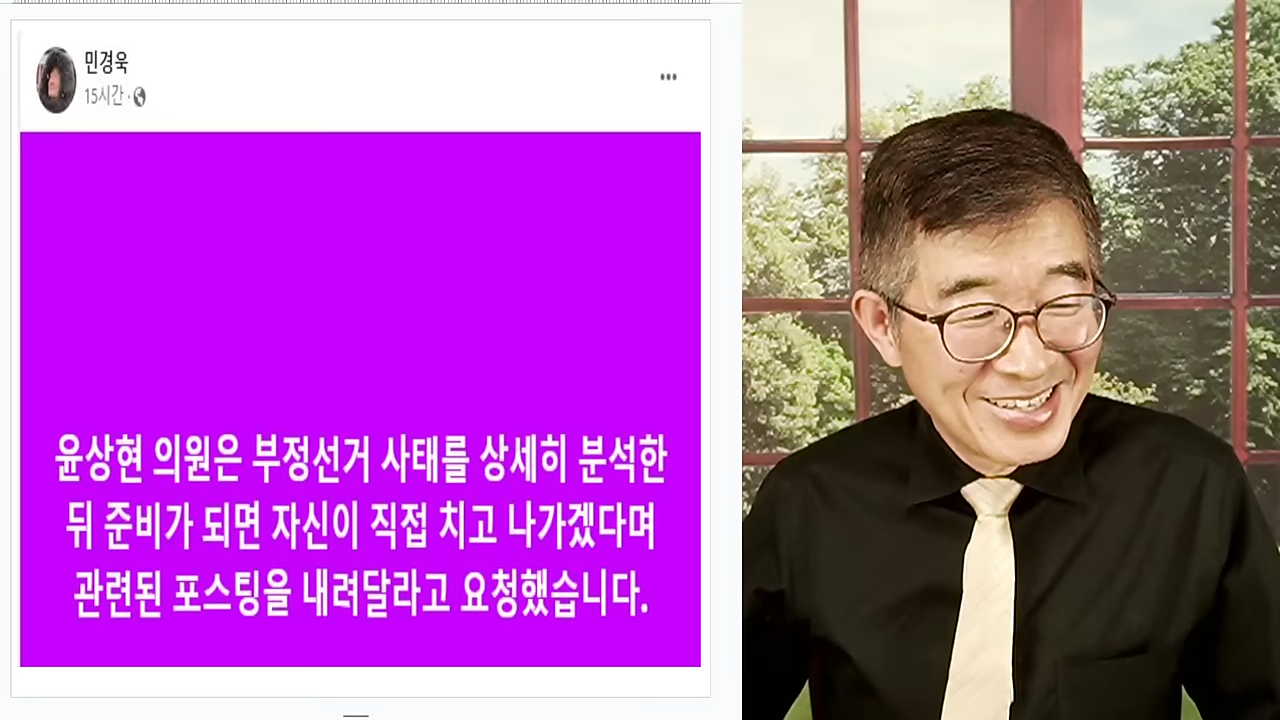 민경욱
15시간 ·
윤상현 의원은 부정선거 사태를 상세히 분석한
뒤 준비가 되면 자신이 직접 치고 나가겠다며
관련된 포스팅을 내려달라고 요청했습니다.